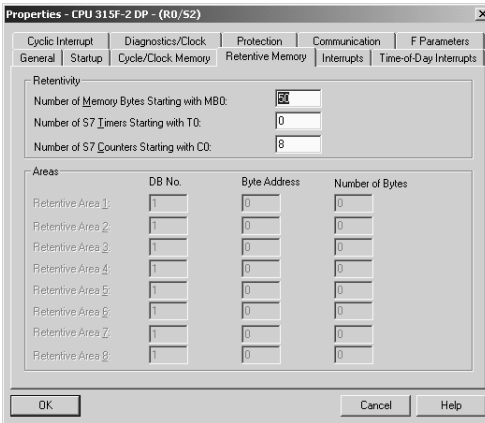 Properties - CPU 315F-2 DP - (R0/S2)
Cyclic Interrupt Diagnostics/Clock Protection Communication F Parameters
General Startup Cycle/Clock Memory Retentive Memory Interrupts Time-of-Day Interrupts
Retentivity
Number of Memory Bytes Starting with MB0: 50
Number of S7 Timers Starting with T0: 0
Number of S7 Counters Starting with C0: 8
Areas
DB No. Byte Address Number of Bytes
Retentive Area 1: 1 0 0
Retentive Area 2: 1 0 0
Retentive Area 3: 1 0 0
Retentive Area 4: 1 0 0
Retentive Area 5: 1 0 0
Retentive Area 6: 1 0 0
Retentive Area 7: 1 0 0
Retentive Area 8: 1 0 0
OK Cancel Help